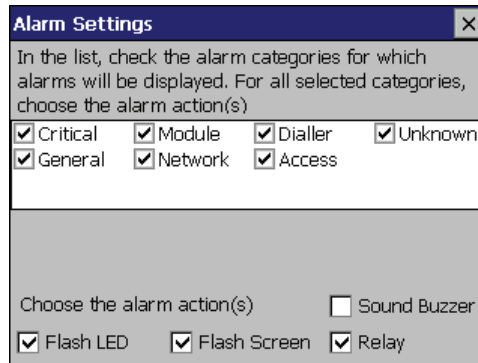 Alarm Settings
In the list, check the alarm categories for which
alarms will be displayed. For all selected categories,
choose the alarm action(s)
Critical Module Dialler Unknown
General Network Access
Choose the alarm action(s) Sound Buzzer
Flash LED Flash Screen Relay